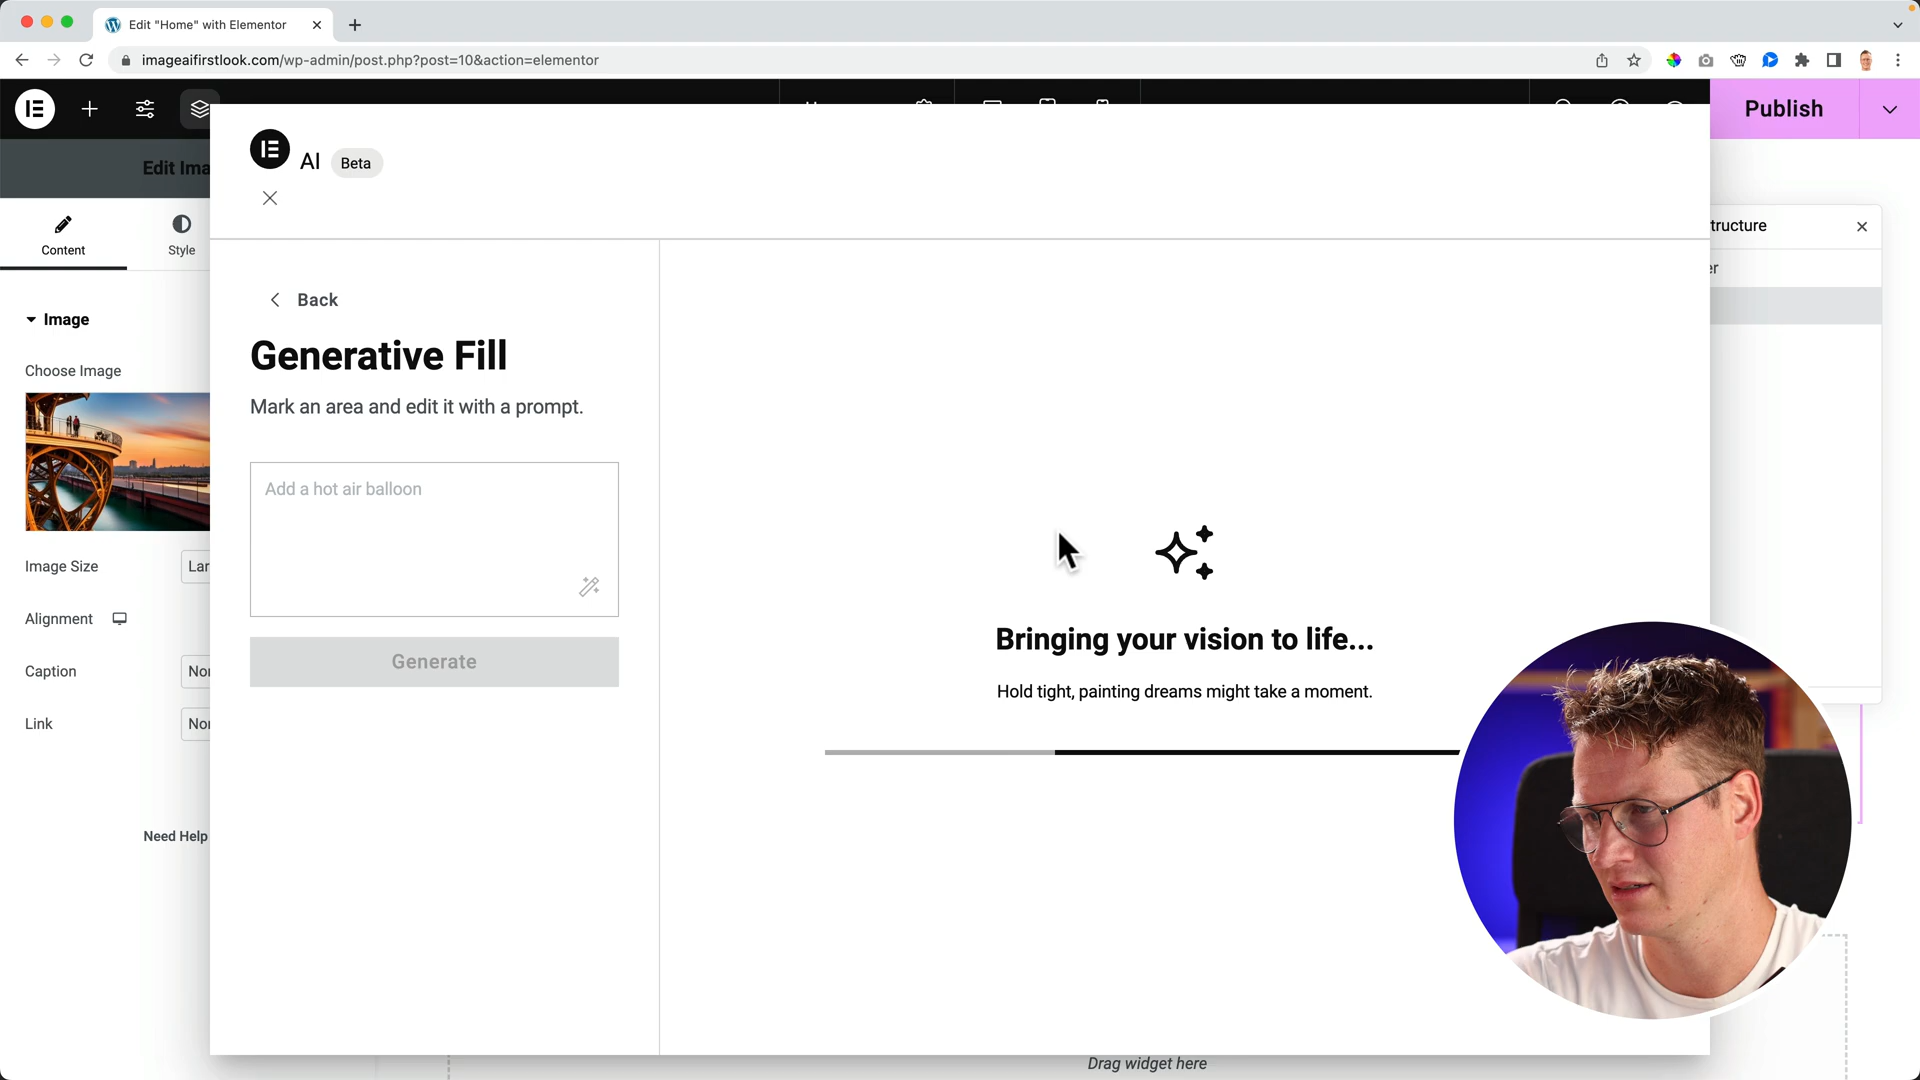 Edit "Home" with Elementor
imageaifirstlook.com/wp-admin/post.php?post=10&action=elementor
Publish
Edit Ima
AI Beta
Content
Style
tructure
er
Image
Choose Image
Back
Generative Fill
Mark an area and edit it with a prompt.
Add a hot air balloon
Generate
Image Size
Lar
Alignment
Caption
Nor
Link
Nor
Need Help
Bringing your vision to life...
Hold tight, painting dreams might take a moment.
Drag widget here